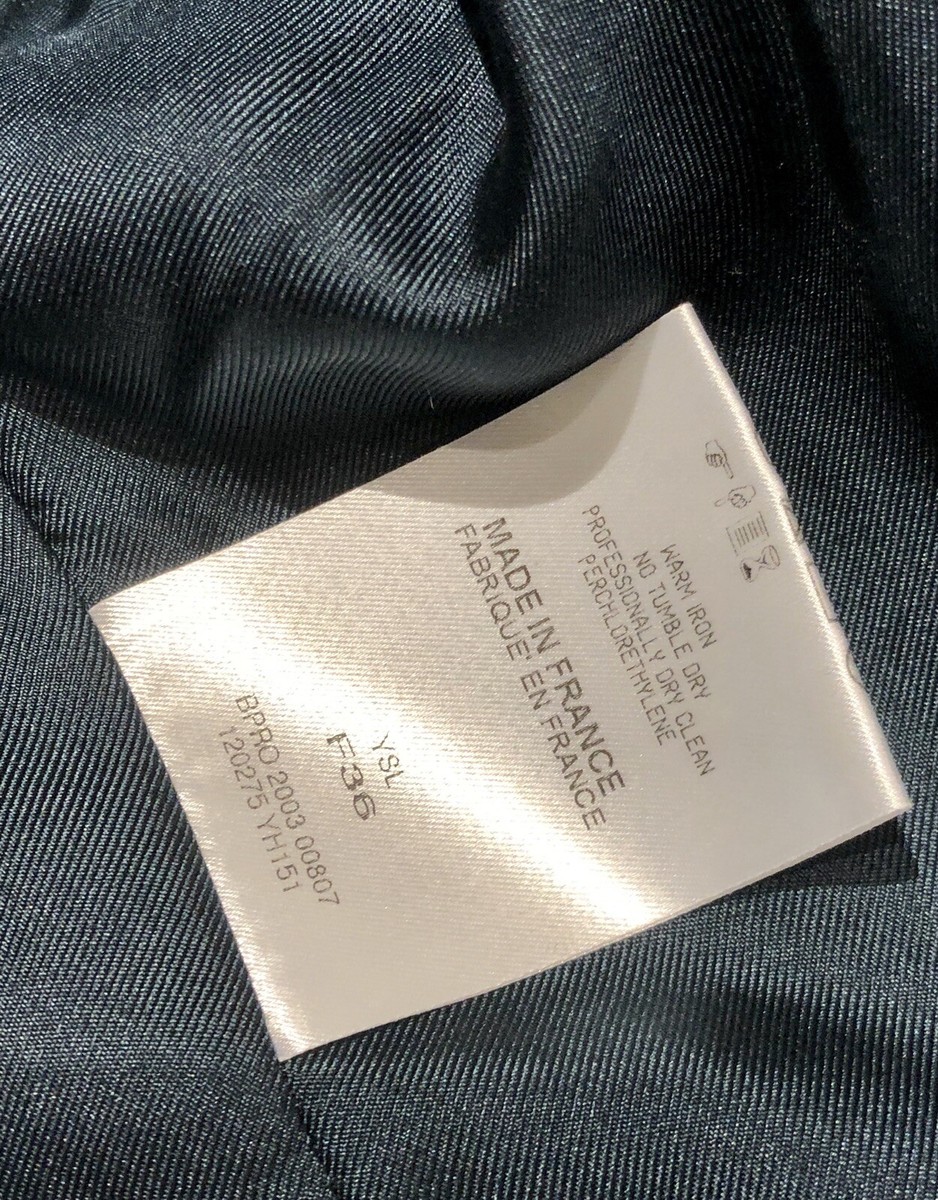 WARM IRON
NO TUMBLE DRY
PROFESSIONALLY DRY CLEAN
PERCHLORETHYLENE
MADE IN FRANCE
FABRIQUE' EN FRANCE
YSL
F36
BPRO 2003 00807
120275 YH151